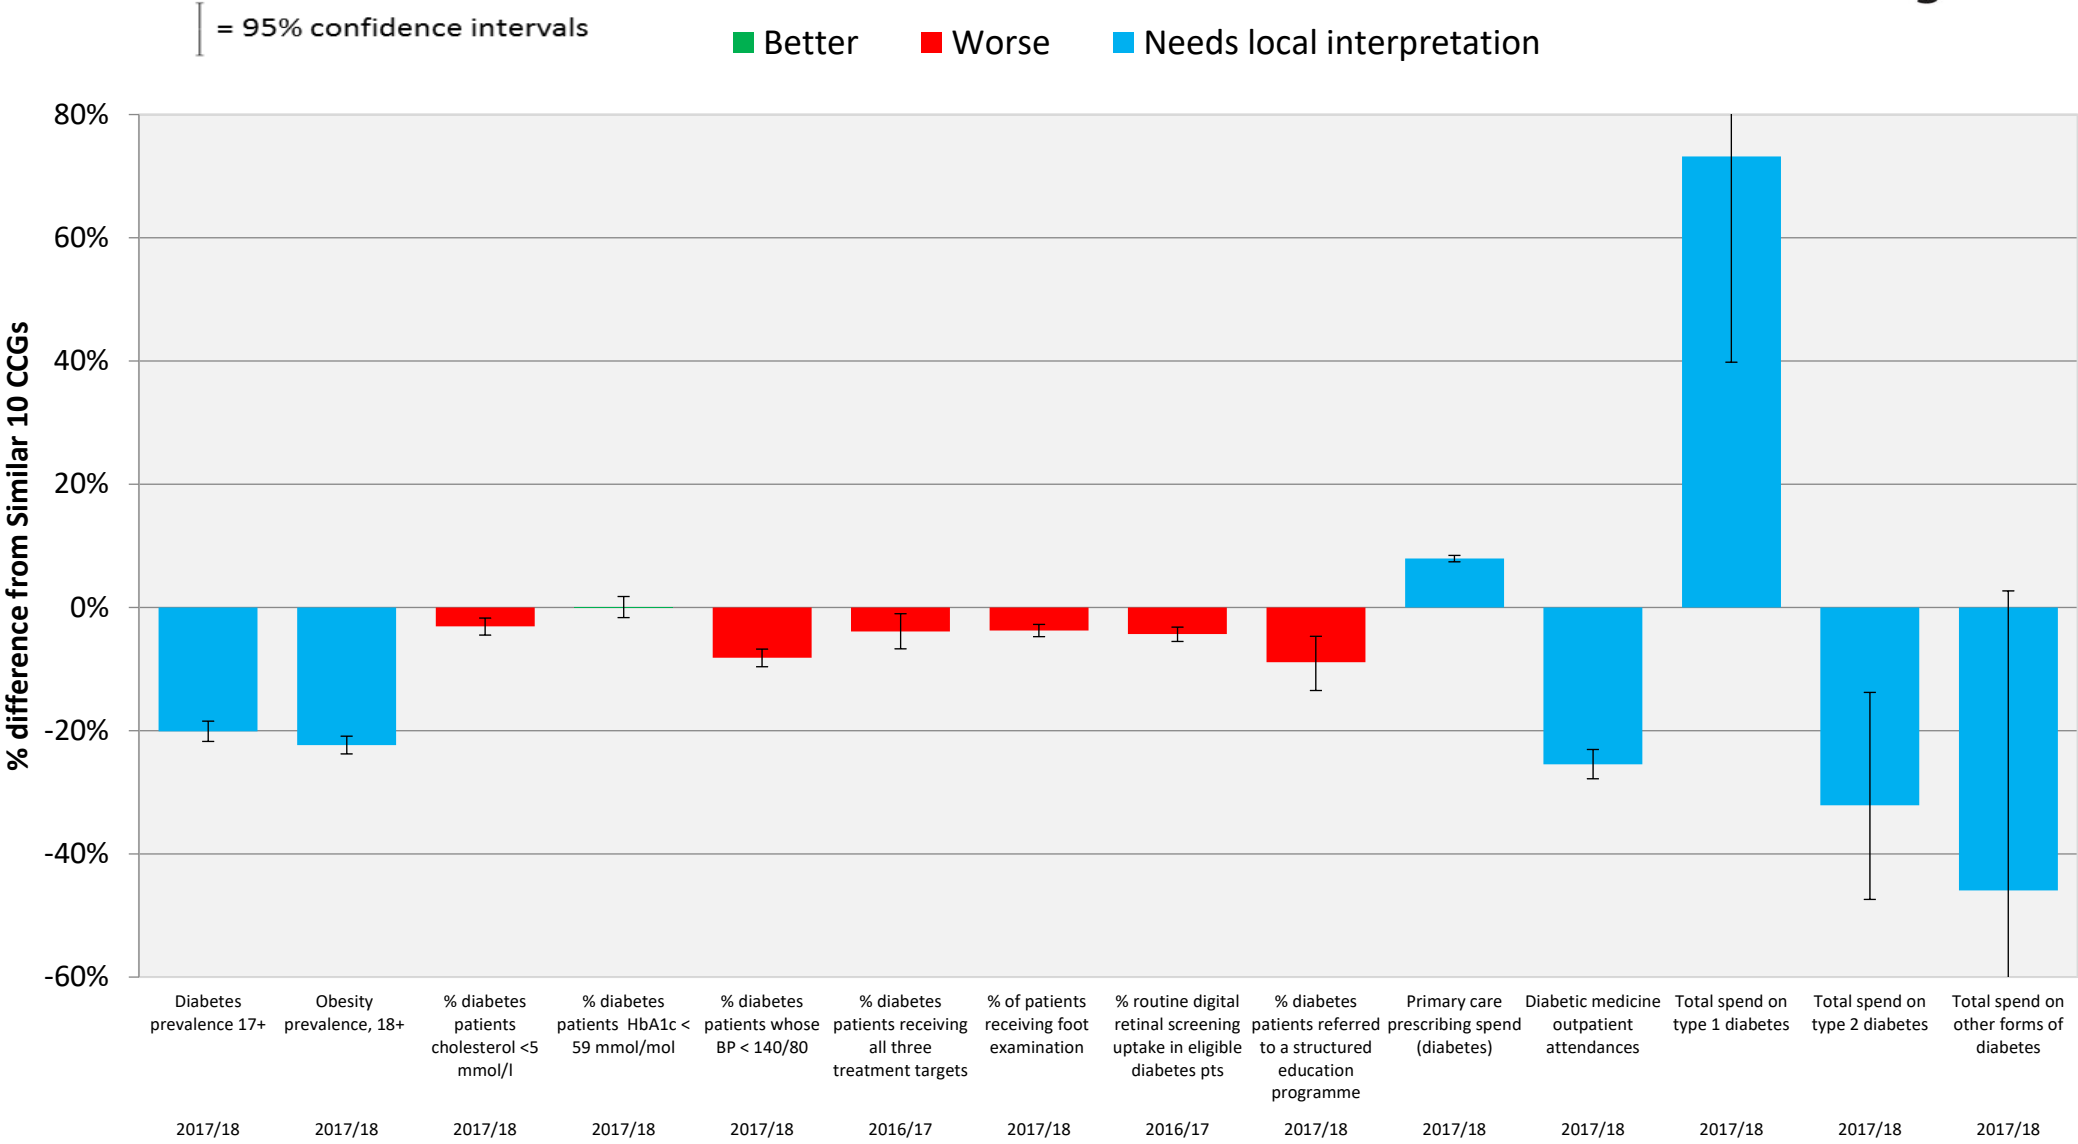 = 95% confidence intervals
Better Worse Needs local interpretation
% difference from Similar 10 CCGs
80%
60%
40%
20%
0%
-20%
-40%
-60%
Diabetes
prevalence 17+
2017/18
Obesity
prevalence, 18+
2017/18
% diabetes
patients
cholesterol <5
mmol/l
2017/18
% diabetes
patients HbA1c <
59 mmol/mol
2017/18
% diabetes
patients whose
BP < 140/80
2017/18
% diabetes
patients receiving
all three
treatment targets
2016/17
% of patients
receiving foot
examination
2017/18
% routine digital
retinal screening
uptake in eligible
diabetes pts
2016/17
% diabetes
patients referred
to a structured
education
programme
2017/18
Primary care
prescribing spend
(diabetes)
2017/18
Diabetic medicine
outpatient
attendances
2017/18
Total spend on
type 1 diabetes
2017/18
Total spend on
type 2 diabetes
2017/18
Total spend on
other forms of
diabetes
2017/18